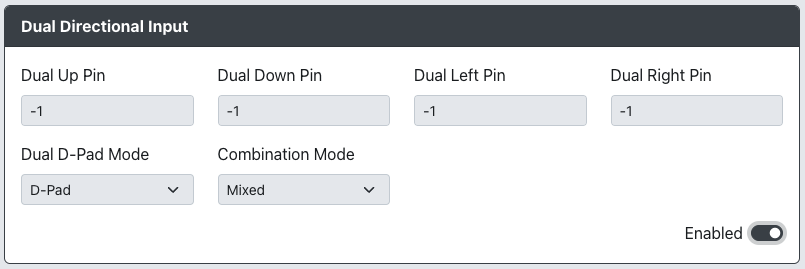 Dual Directional Input
Dual Up Pin Dual Down Pin Dual Left Pin Dual Right Pin
-1 -1 -1 -1
Dual D-Pad Mode Combination Mode
D-Pad Mixed
Enabled